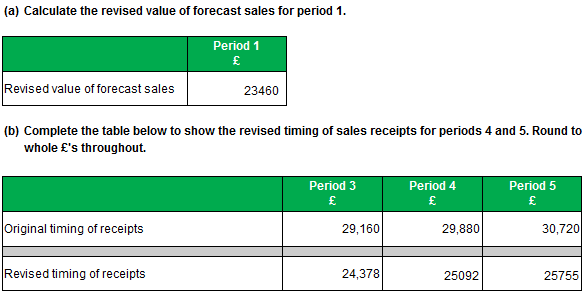 (a) Calculate the revised value of forecast sales for period 1.
Period 1
£
Revised value of forecast sales 23460
(b) Complete the table below to show the revised timing of sales receipts for periods 4 and 5. Round to
whole £'s throughout.
Period 3 Period 4 Period 5
£ £ £
Original timing of receipts 29,160 29,880 30,720
Revised timing of receipts 24,378 25092 25755